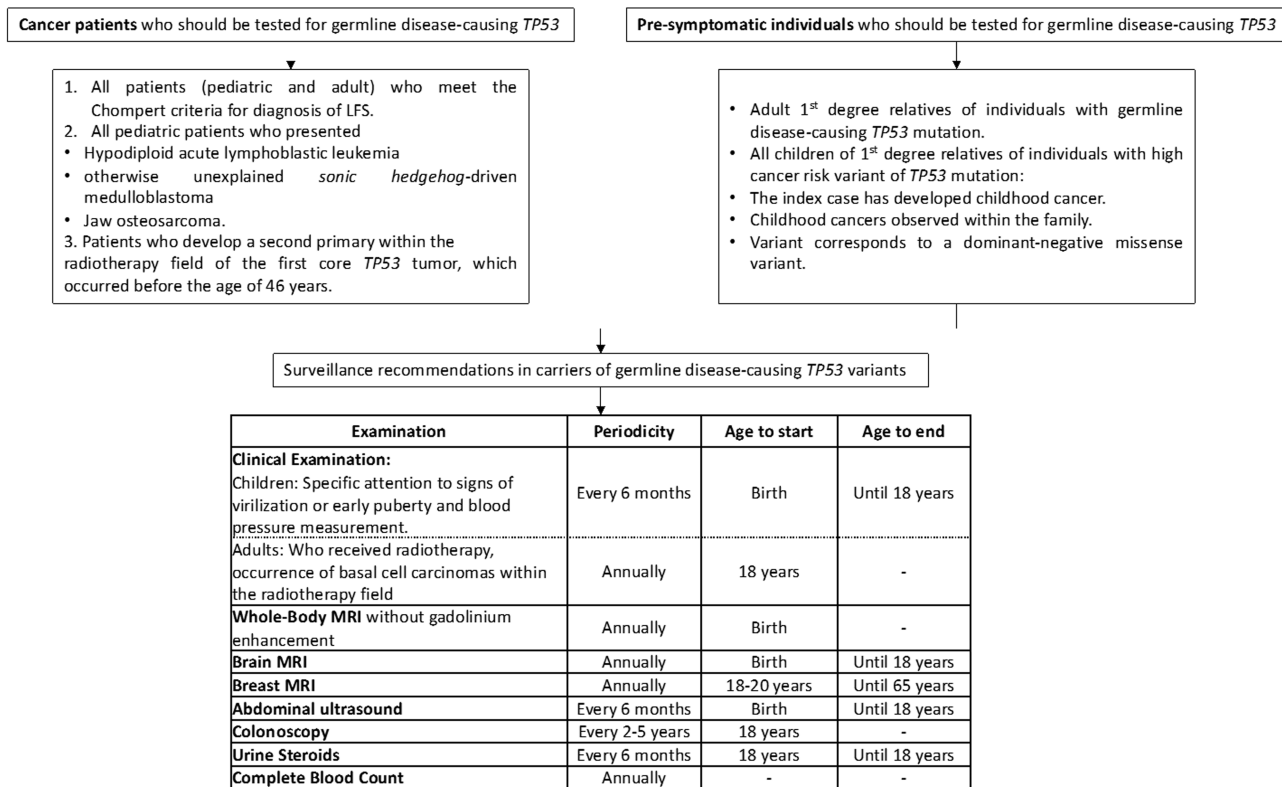 Cancer patients who should be tested for germline disease-causing TP53
Pre-symptomatic individuals who should be tested for germline disease-causing TP53
1. All patients (pediatric and adult) who meet the
Chompert criteria for diagnosis of LFS.
2. All pediatric patients who presented
• Hypodiploid acute lymphoblastic leukemia
• otherwise unexplained sonic hedgehog-driven
medulloblastoma
• Jaw osteosarcoma.
3. Patients who develop a second primary within the
radiotherapy field of the first core TP53 tumor, which
occurred before the age of 46 years.
• Adult 1st degree relatives of individuals with germline
disease-causing TP53 mutation.
• All children of 1st degree relatives of individuals with high
cancer risk variant of TP53 mutation:
• The index case has developed childhood cancer.
• Childhood cancers observed within the family.
• Variant corresponds to a dominant-negative missense
variant.
Surveillance recommendations in carriers of germline disease-causing TP53 variants
Examination Periodicity Age to start Age to end
Clinical Examination:
Children: Specific attention to signs of
virilization or early puberty and blood
pressure measurement.
Every 6 months Birth Until 18 years
Adults: Who received radiotherapy,
occurrence of basal cell carcinomas within
the radiotherapy field
Annually 18 years -
Whole-Body MRI without gadolinium
enhancement
Annually Birth -
Brain MRI Annually Birth Until 18 years
Breast MRI Annually 18-20 years Until 65 years
Abdominal ultrasound Every 6 months Birth Until 18 years
Colonoscopy Every 2-5 years 18 years -
Urine Steroids Every 6 months 18 years Until 18 years
Complete Blood Count Annually - -